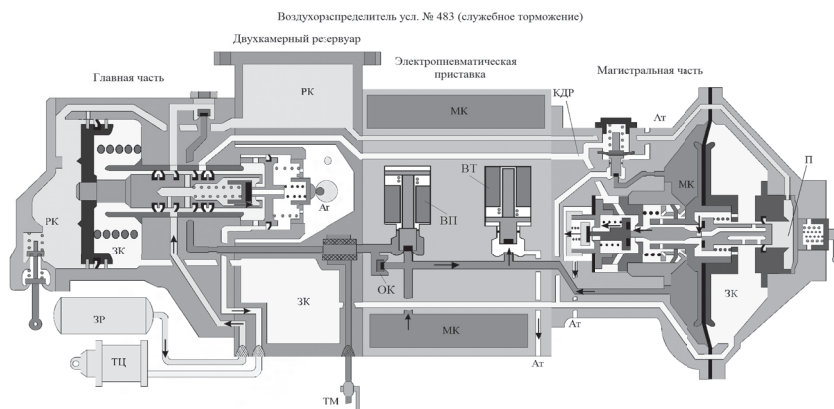 Воздухораспределитель усл. № 483 (служебное торможение)
Двухкамерный резервуар
Главная часть
Электропневматическая
приставка
Магистральная часть
РК
МК
КДР
Ат
ВТ
МК
П
Ат
ВП
РК
ЗК
ЗК
ОК
ЗК
ЗР
МК
Ат
Ат
ТЦ
ТМ